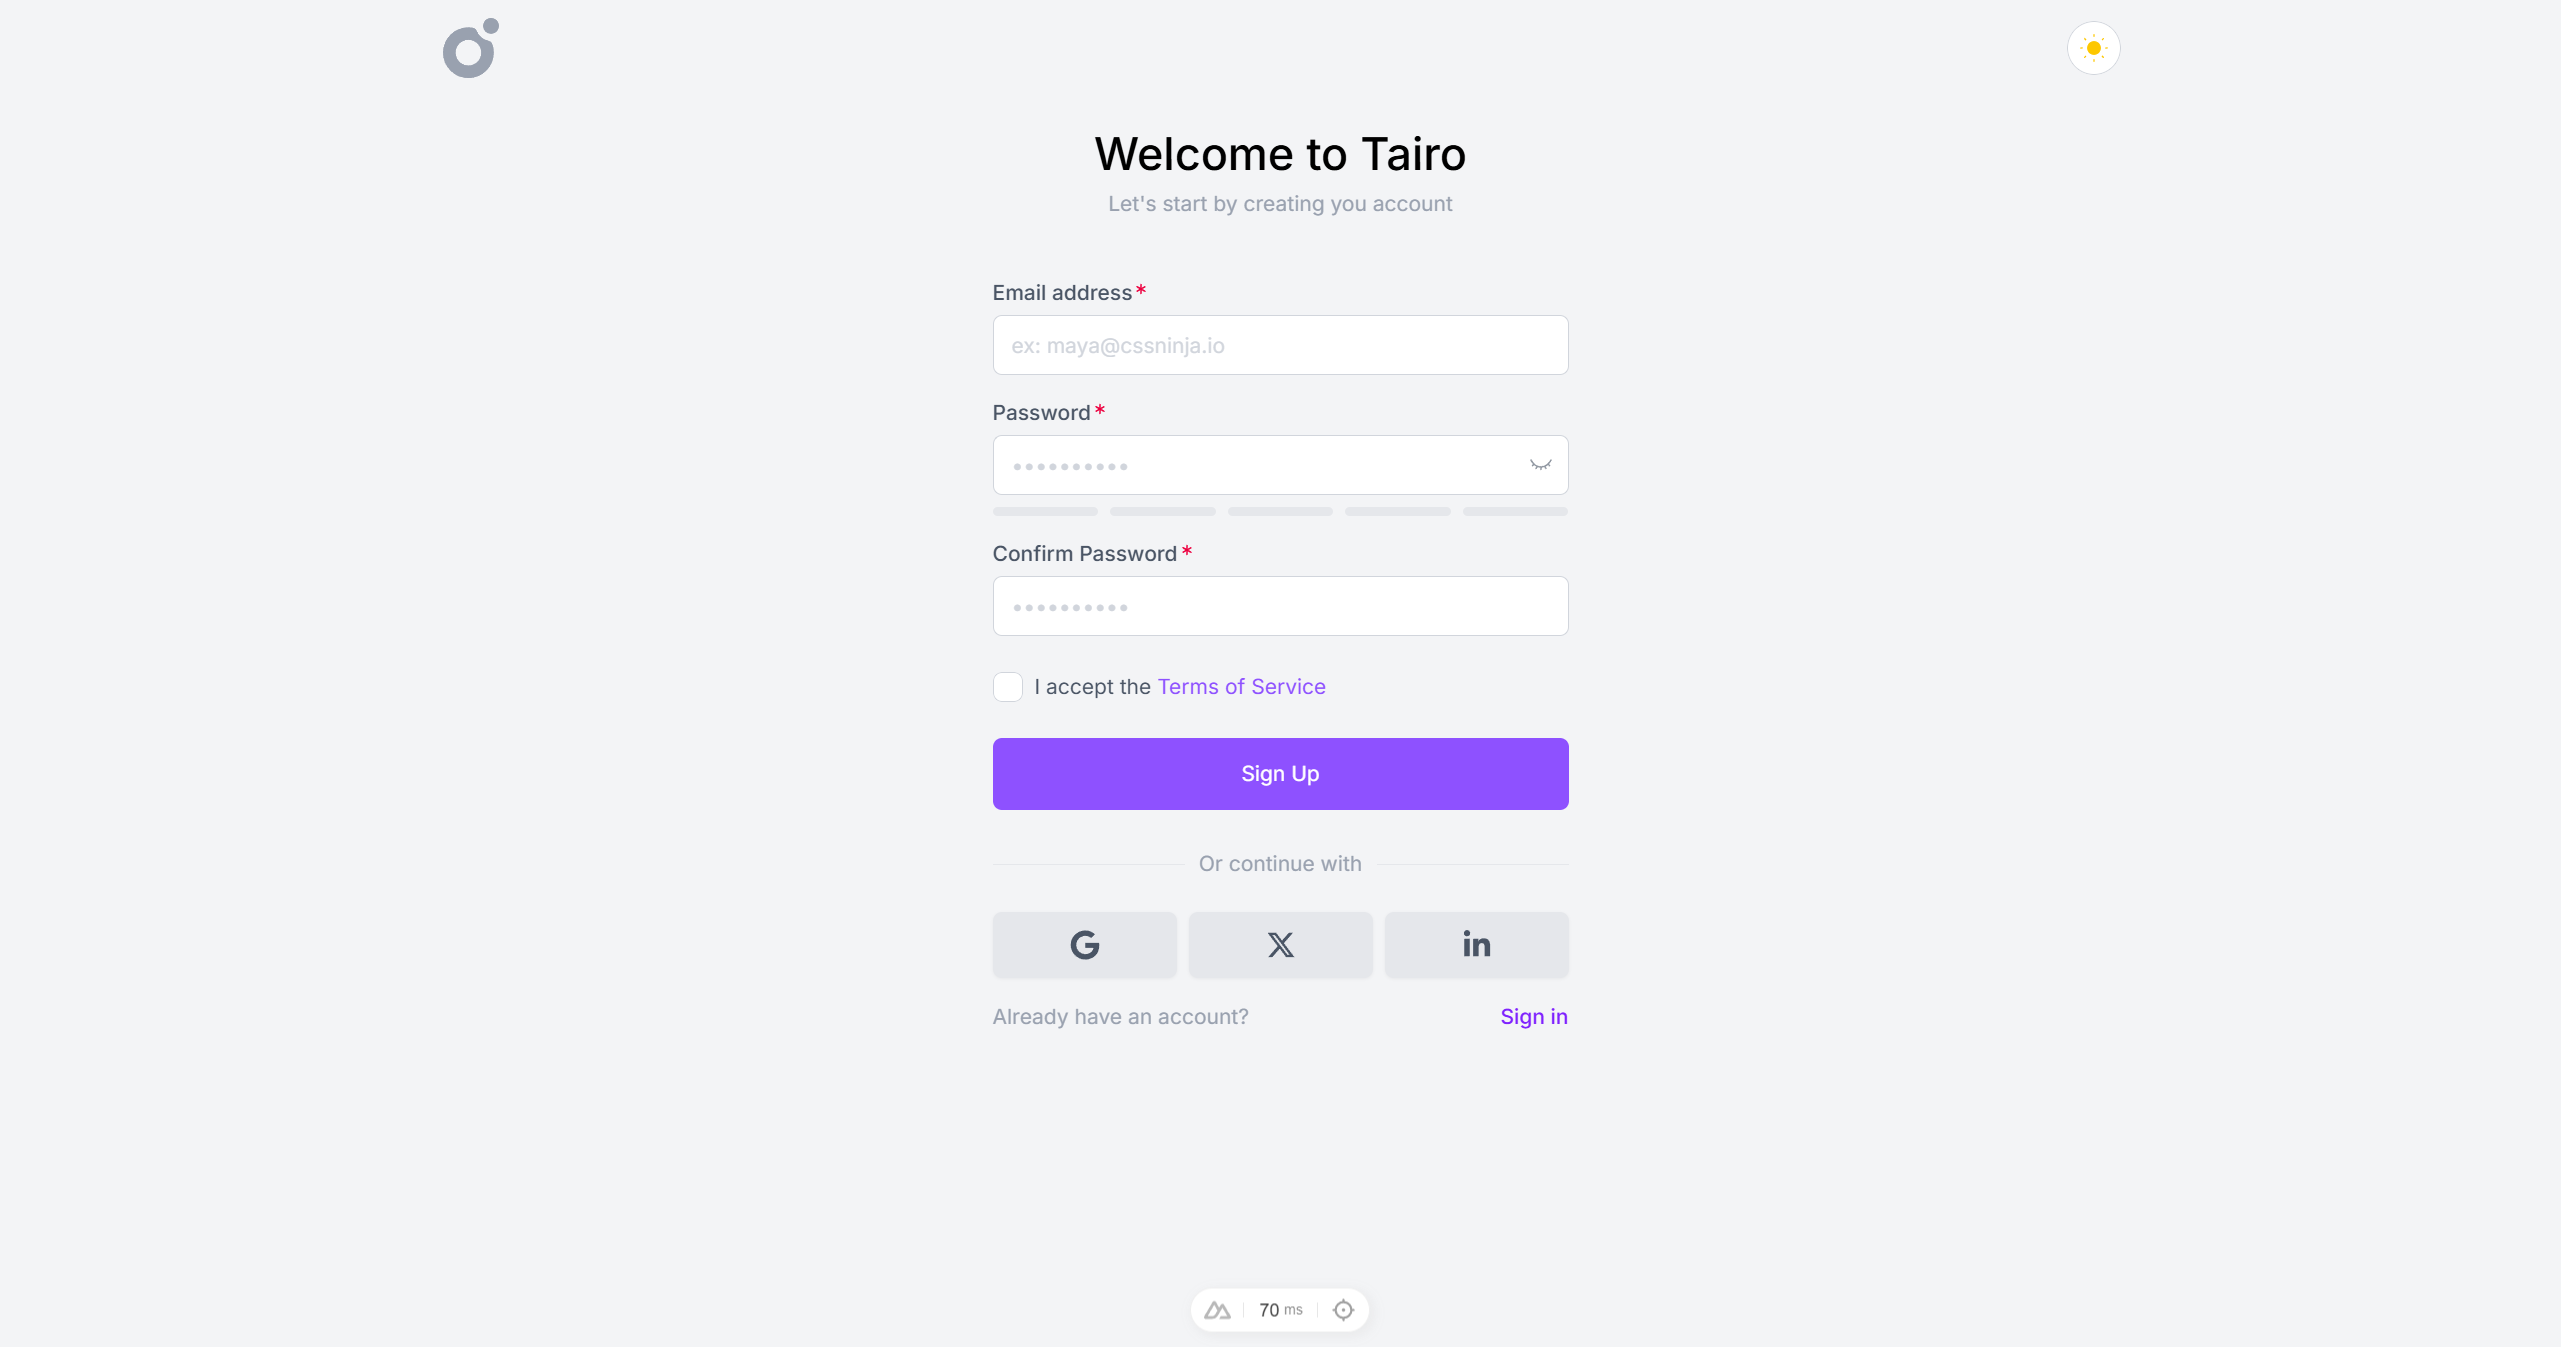 Welcome to Tairo
Let's start by creating you account
Email address*
ex: maya@cssninja.io
Password*
••••••••••
Confirm Password*
••••••••••
I accept the Terms of Service
Sign Up
Or continue with
Already have an account? Sign in
70 ms